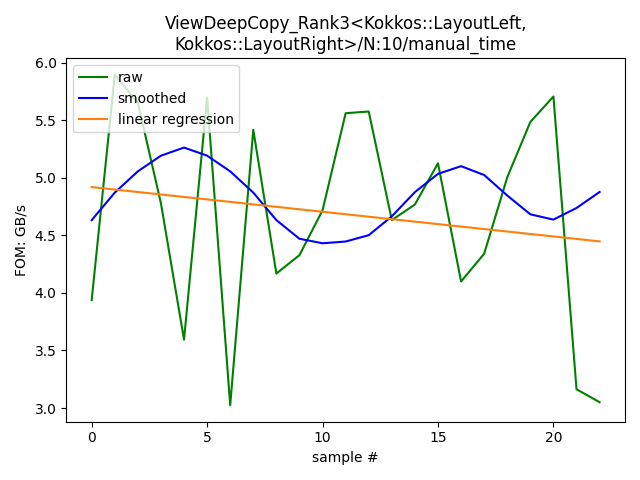 ViewDeepCopy_Rank3<Kokkos::LayoutLeft,
Kokkos::LayoutRight>/N:10/manual_time
raw
smoothed
linear regression
FOM: GB/s
6.0
5.5
5.0
4.5
4.0
3.5
3.0
0
5
10
15
20
sample #